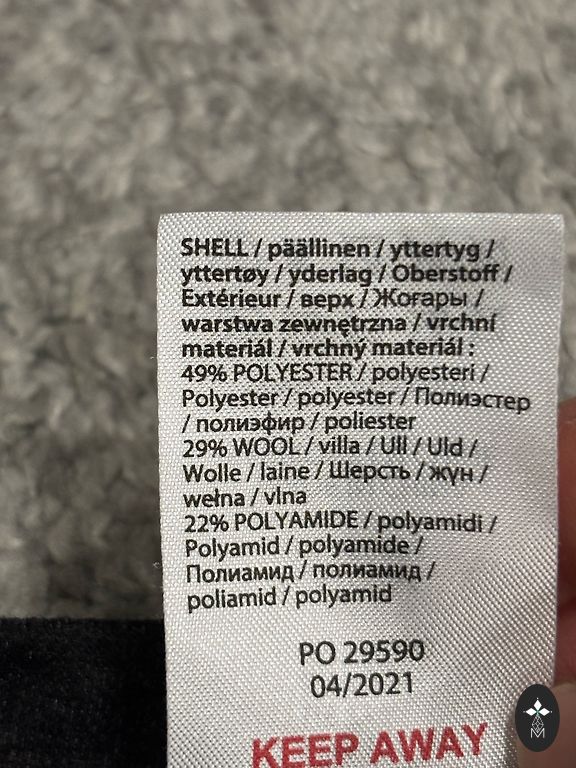 SHELL / päällinen / yttertyg /
yttertøy / yderlag / Oberstoff /
Extérieur / верх / Жоғары /
warstwa zewnętrzna / vrchní
materiál / vrchný materiál :
49% POLYESTER / polyesteri /
Polyester / polyester / Полиэстер
/ полиэфир / poliester
29% WOOL / villa / Ull / Uld /
Wolle / laine / Шерсть / жүн /
wełna / vlna
22% POLYAMIDE / polyamidi /
Polyamid / polyamide /
Полиамид / полиамид /
poliamid / polyamid
PO 29590
04/2021
KEEP AWAY
M